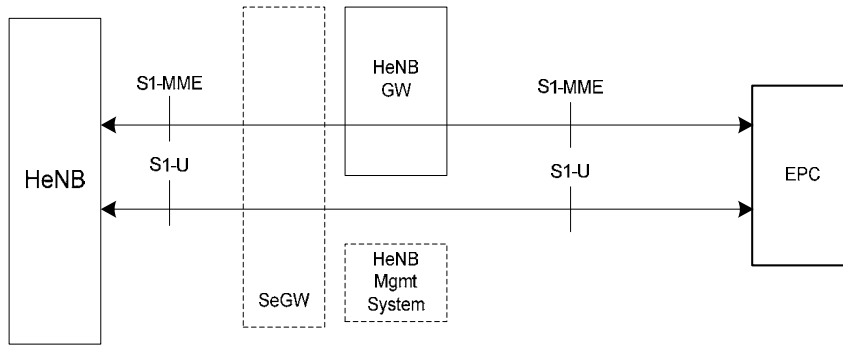 HeNB
GW
S1-MME
S1-MME
S1-U
S1-U
HeNB
EPC
HeNB
Mgmt
System
SeGW